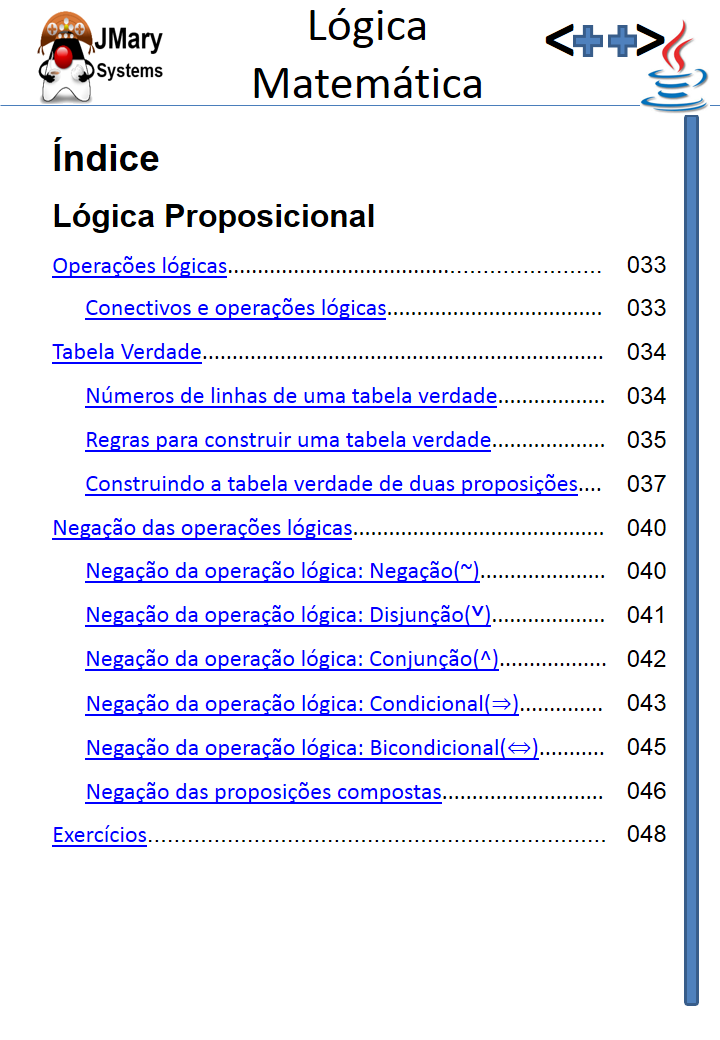 JMary
Systems
Lógica
Matemática
<++>
Índice
Lógica Proposicional
Operações lógicas............................................................ 033
Conectivos e operações lógicas.................................... 033
Tabela Verdade................................................................... 034
Números de linhas de uma tabela verdade.................. 034
Regras para construir uma tabela verdade................... 035
Construindo a tabela verdade de duas proposições.... 037
Negação das operações lógicas.......................................... 040
Negação da operação lógica: Negação(~)..................... 040
Negação da operação lógica: Disjunção(˅)................... 041
Negação da operação lógica: Conjunção(^).................. 042
Negação da operação lógica: Condicional(⇒).............. 043
Negação da operação lógica: Bicondicional(⇔)........... 045
Negação das proposições compostas........................... 046
Exercícios.................................................................... 048